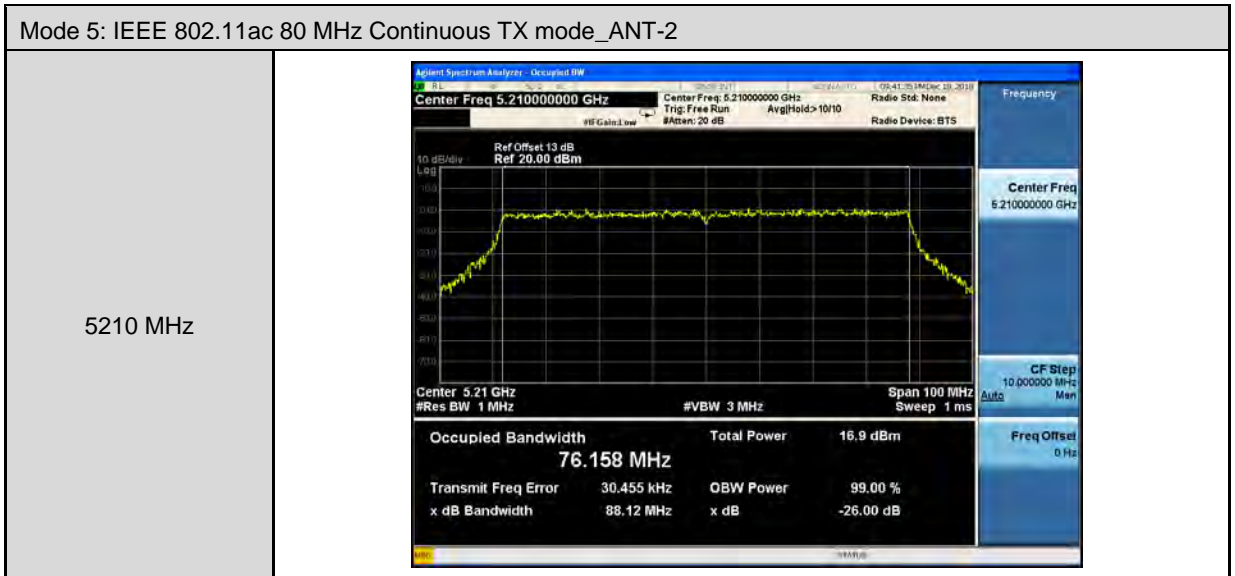 Mode 5: IEEE 802.11ac 80 MHz Continuous TX mode_ANT-2
5210 MHz
Agilent Spectrum Analyzer - Occupied BW
RL
Center Freq 5.210000000 GHz
#IFGain:Low
Center Freq: 5.210000000 GHz
Trig: Free Run Avg|Hold>10/10
#Atten: 20 dB
Radio Std: None
Radio Device: BTS
Frequency
Ref Offset 13 dB
10 dB/div Ref 20.00 dBm
Log
Center Freq
5.210000000 GHz
Center 5.21 GHz Span 100 MHz
#Res BW 1 MHz #VBW 3 MHz Sweep 1 ms
CF Step
10.000000 MHz
Auto Man
Occupied Bandwidth Total Power 16.9 dBm
76.158 MHz
Transmit Freq Error 30.455 kHz OBW Power 99.00 %
x dB Bandwidth 88.12 MHz x dB -26.00 dB
Freq Offset
0 Hz
MSG STATUS